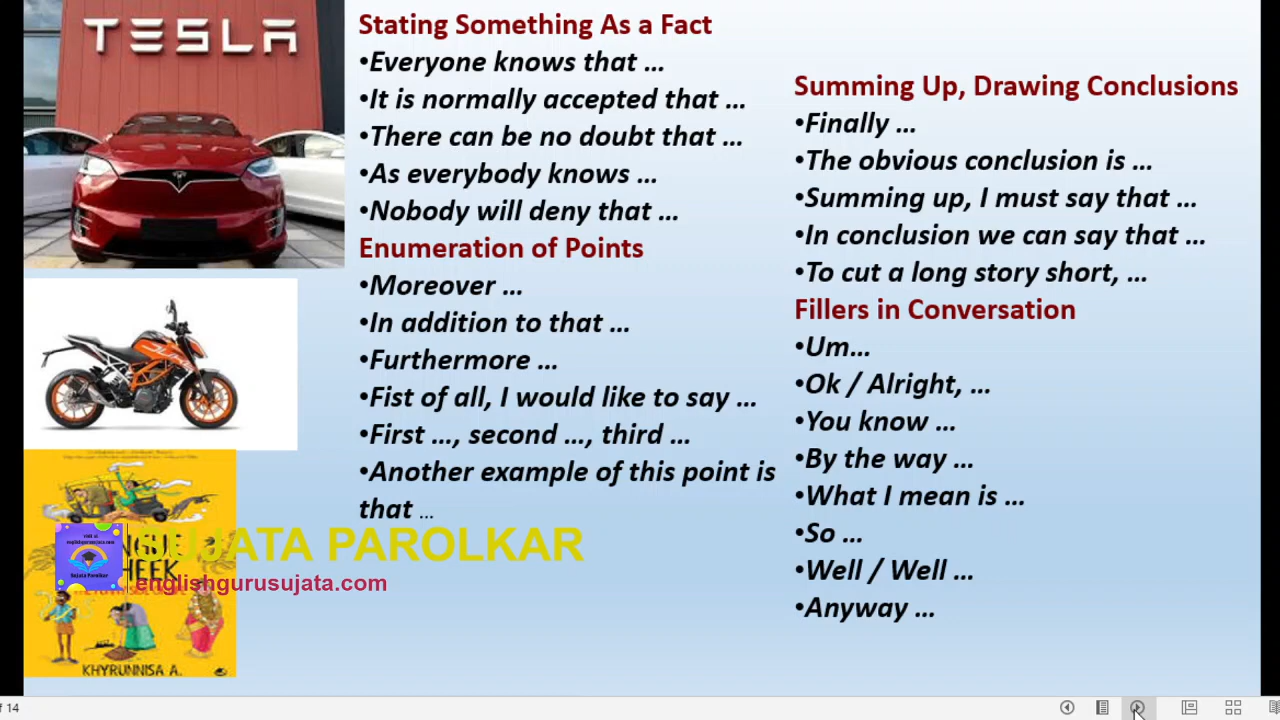 TESLA
Stating Something As a Fact
•Everyone knows that ...
•It is normally accepted that ...
•There can be no doubt that ...
•As everybody knows ...
•Nobody will deny that ...
Enumeration of Points
•Moreover ...
•In addition to that ...
•Furthermore ...
•Fist of all, I would like to say ...
•First ..., second ..., third ...
•Another example of this point is
that ...
Summing Up, Drawing Conclusions
•Finally ...
•The obvious conclusion is ...
•Summing up, I must say that ...
•In conclusion we can say that ...
•To cut a long story short, ...
Fillers in Conversation
•Um...
•Ok / Alright, ...
•You know ...
•By the way ...
•What I mean is ...
•So ...
•Well / Well ...
•Anyway ...
SUJATA PAROLKAR
englishgurusujata.com
Sujata Parolkar
KHYRUNNISA A.
of 14